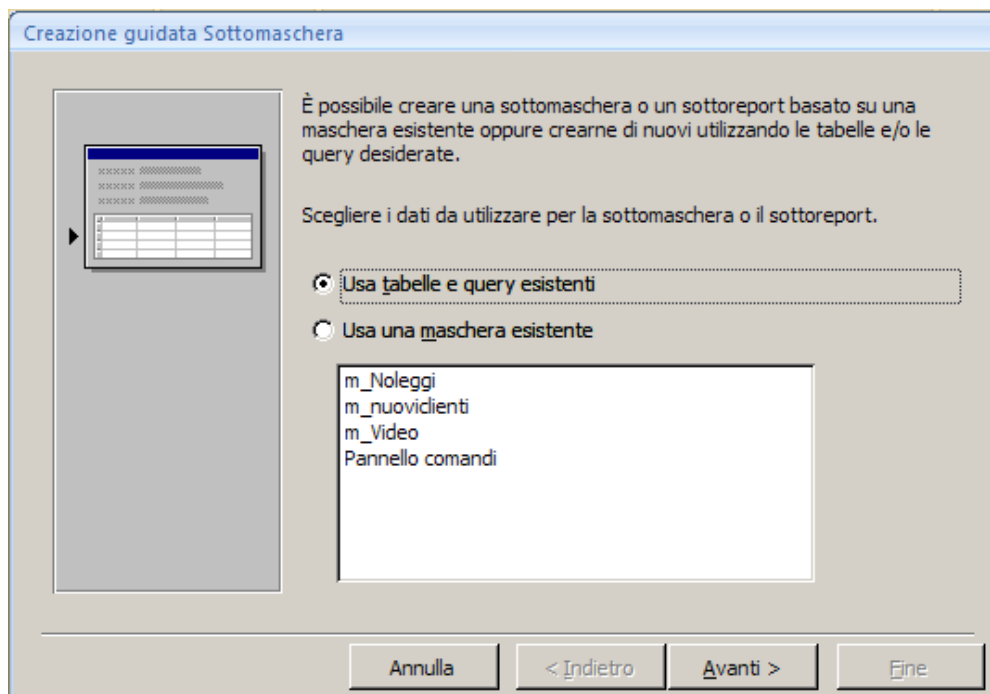 Creazione guidata Sottomaschera
È possibile creare una sottomaschera o un sottoreport basato su una
maschera esistente oppure crearne di nuovi utilizzando le tabelle e/o le
query desiderate.
Scegliere i dati da utilizzare per la sottomaschera o il sottoreport.
Usa tabelle e query esistenti
Usa una maschera esistente
m_Noleggi
m_nuoviclienti
m_Video
Pannello comandi
Annulla
< Indietro
Avanti >
Fine